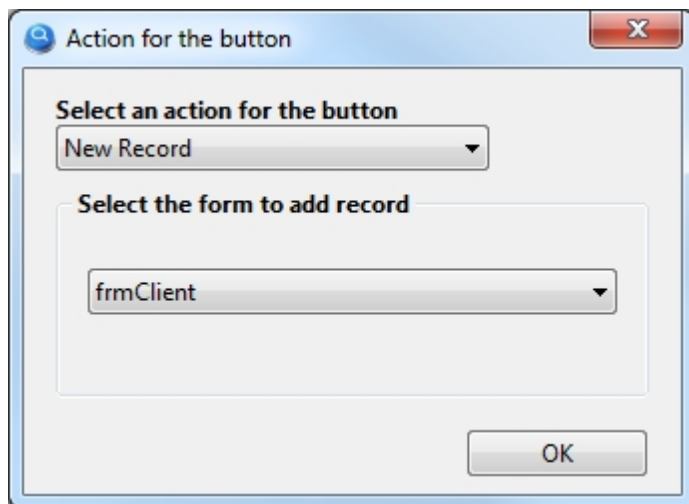 Action for the button
Select an action for the button
New Record
Select the form to add record
frmClient
OK